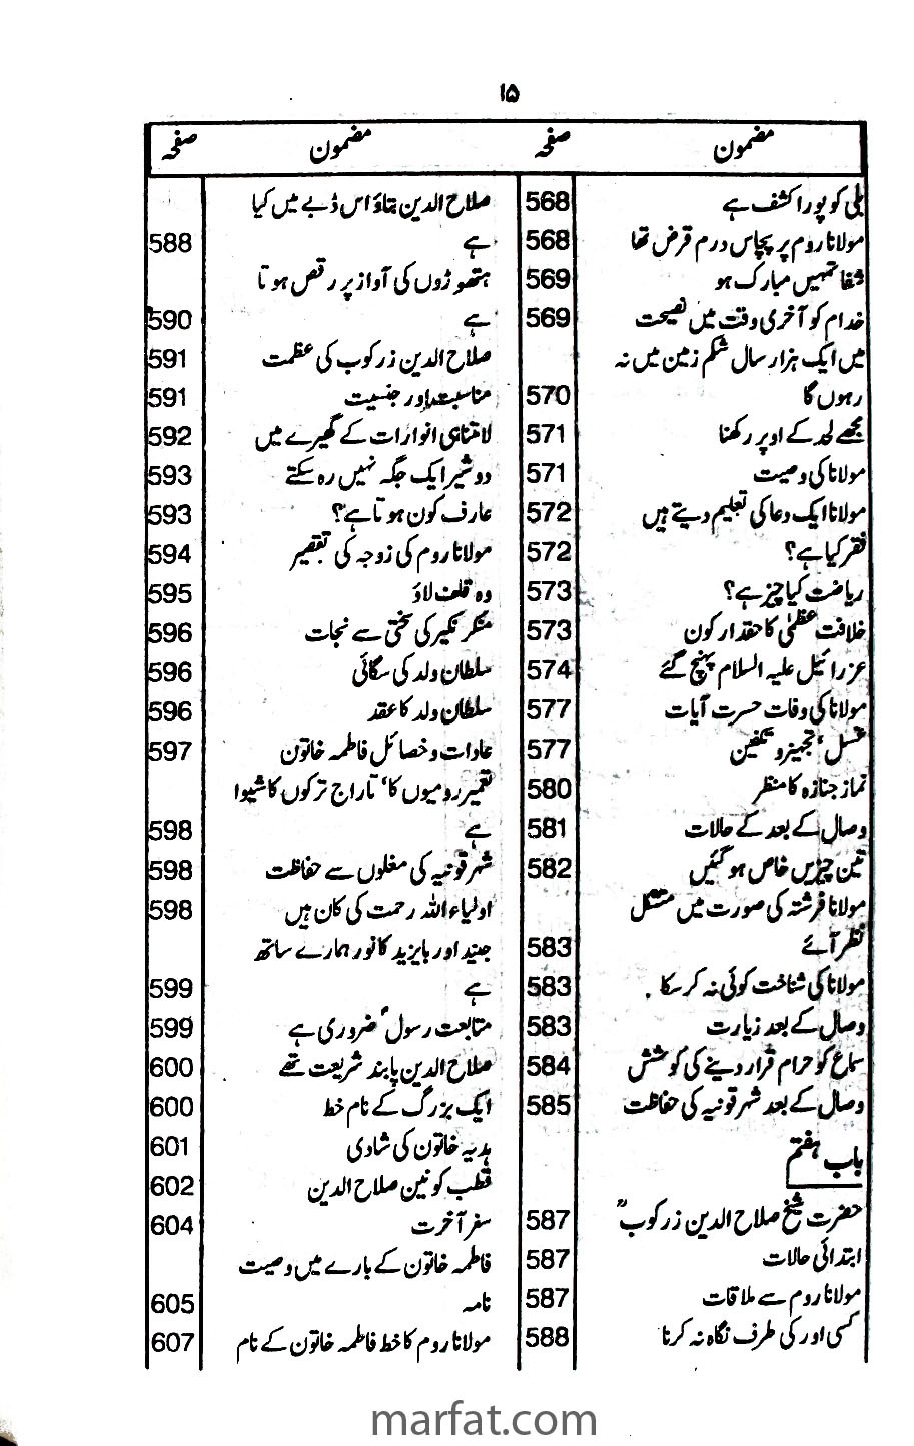 ۱۵
مضمون صفحہ مضمون صفحہ
بلی کو پورا کشف ہے 568
مولانا روم پر پچاس درم قرض تھا 568
شفا تمہیں مبارک ہو 569
خدام کو آخری وقت میں نصیحت 569
میں ایک ہزار سال شکم زمین میں نہ
رہوں گا 570
مجھے لحد کے اوپر رکھنا 571
مولانا کی وصیت 571
مولانا ایک دعا کی تعلیم دیتے ہیں 572
فقر کیا ہے؟ 572
ریاضت کیا چیز ہے؟ 573
خلافت عظمٰی کا حقدار کون 573
عزرائیل علیہ السلام پہنچ گئے 574
مولانا کی وفات حسرت آیات 577
غسل ' تجہیز و تکفین 577
نماز جنازہ کا منظر 580
وصال کے بعد کے حالات 581
تین چیزیں خاص ہو گئیں 582
مولانا فرشتہ کی صورت میں متشکل
نظر آئے 583
مولانا کی شناخت کوئی نہ کر سکا . 583
وصال کے بعد زیارت 583
سماع کو حرام قرار دینے کی کوشش 584
وصال کے بعد شہر قونیہ کی حفاظت 585
باب ہفتم
حضرت شیخ صلاح الدین زرکوبؒ 587
ابتدائی حالات 587
مولانا روم سے ملاقات 587
کسی اور کی طرف نگاہ نہ کرنا 588
صلاح الدین بتاؤ اس ڈبے میں کیا
ہے 588
ہتھوڑوں کی آواز پر رقص ہوتا
ہے 590
صلاح الدین زرکوب کی عظمت 591
مناسبت اور جنسیت 591
لامتناہی انوارات کے گھیرے میں 592
دو شیر ایک جگہ نہیں رہ سکتے 593
عارف کون ہوتا ہے؟ 593
مولانا روم کی زوجہ کی تقصیر 594
وہ قلف لاؤ 595
منکر نکیر کی سختی سے نجات 596
سلطان ولد کی سگائی 596
سلطان ولد کا عقد 596
عادات و خصائل فاطمہ خاتون 597
تعمیر رومیوں کا' تاراج ترکوں کا شیوا
ہے 598
شہر قونیہ کی مغلوں سے حفاظت 598
اولیاء اللہ رحمت کی کان ہیں 598
جنید اور بایزید کا نور ہمارے ساتھ
ہے 599
متابعت رسول ضروری ہے 599
صلاح الدین پابند شریعت تھے 600
ایک بزرگ کے نام خط 600
ہدیہ خاتون کی شادی 601
قطب کونین صلاح الدین 602
سفر آخرت 604
فاطمہ خاتون کے بارے میں وصیت
نامہ 605
مولانا روم کا خط فاطمہ خاتون کے نام 607
marfat.com